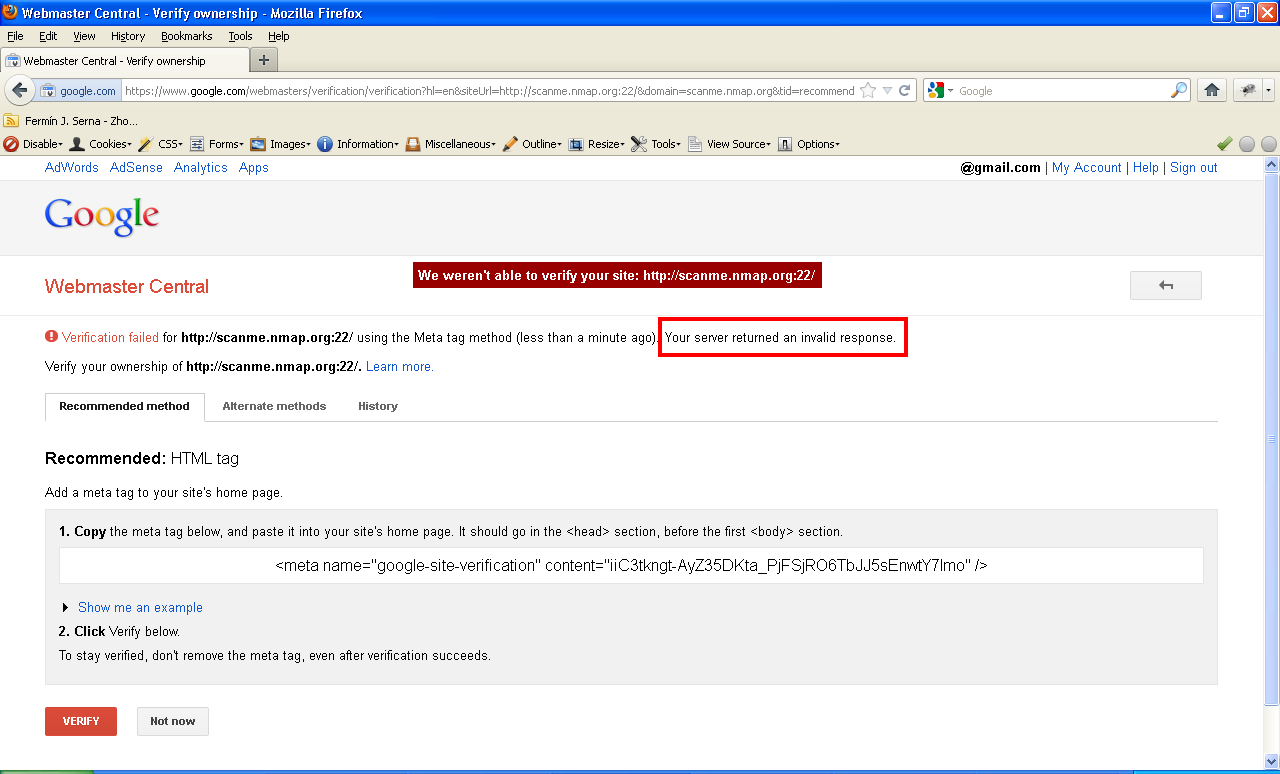 Webmaster Central - Verify ownership - Mozilla Firefox
File Edit View History Bookmarks Tools Help
Webmaster Central - Verify ownership
google.com https://www.google.com/webmasters/verification/verification?hl=en&siteUrl=http://scanme.nmap.org:22/&domain=scanme.nmap.org&tid=recommend Google
Fermín J. Serna - Zho...
Disable Cookies CSS Forms Images Information Miscellaneous Outline Resize Tools View Source Options
AdWords AdSense Analytics Apps @gmail.com | My Account | Help | Sign out
Google
We weren't able to verify your site: http://scanme.nmap.org:22/
Webmaster Central
Verification failed for http://scanme.nmap.org:22/ using the Meta tag method (less than a minute ago). Your server returned an invalid response.
Verify your ownership of http://scanme.nmap.org:22/. Learn more.
Recommended method Alternate methods History
Recommended: HTML tag
Add a meta tag to your site's home page.
1. Copy the meta tag below, and paste it into your site's home page. It should go in the <head> section, before the first <body> section.
<meta name="google-site-verification" content="iiC3tkngt-AyZ35DKta_PjFSjRO6TbJJ5sEnwtY7Imo" />
Show me an example
2. Click Verify below.
To stay verified, don't remove the meta tag, even after verification succeeds.
VERIFY Not now